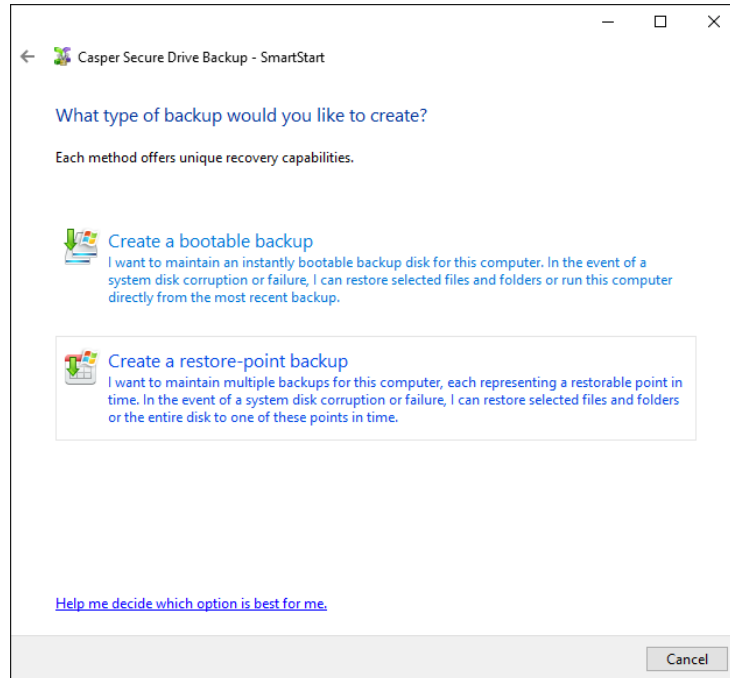 Casper Secure Drive Backup - SmartStart
What type of backup would you like to create?
Each method offers unique recovery capabilities.
Create a bootable backup
I want to maintain an instantly bootable backup disk for this computer. In the event of a
system disk corruption or failure, I can restore selected files and folders or run this computer
directly from the most recent backup.
Create a restore-point backup
I want to maintain multiple backups for this computer, each representing a restorable point in
time. In the event of a system disk corruption or failure, I can restore selected files and folders
or the entire disk to one of these points in time.
Help me decide which option is best for me.
Cancel